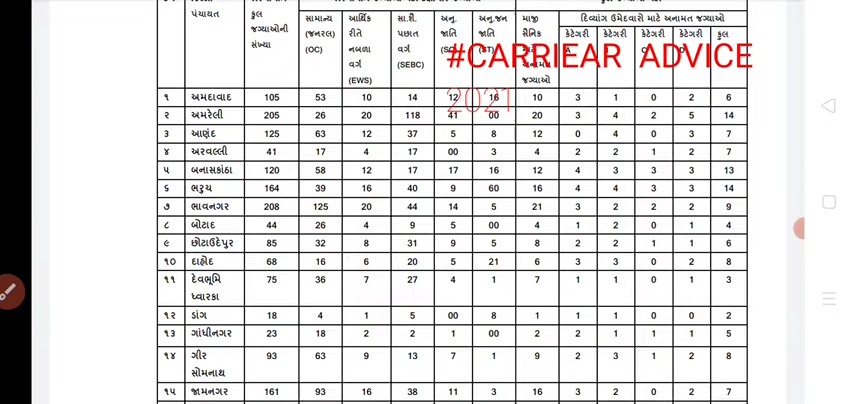 પંચાયત
કુલ
જગ્યાઓની
સંખ્યા
સામાન્ય
(જનરલ)
(OC)
આર્થિક
રીતે
નબળા
વર્ગ
(EWS)
સા.શૈ.
પછાત
વર્ગ
(SEBC)
અનુ.
જાતિ
અનુ.જન
જાતિ
માજી
સૈનિક
જગ્યાઓ
દિવ્યાંગ ઉમેદવારો માટે અનામત જગ્યાઓ
કેટેગરી કેટેગરી કેટેગરી કેટેગરી કુલ
#CARRIEAR ADVICE
2021
૧ અમદાવાદ 105 53 10 14 12 16 10 3 1 0 2 6
૨ અમરેલી 205 26 20 118 41 00 20 3 4 2 5 14
૩ આણંદ 125 63 12 37 5 8 12 0 4 0 3 7
૪ અરવલ્લી 41 17 4 17 00 3 4 2 2 1 2 7
૫ બનાસકાંઠા 120 58 12 17 17 16 12 4 3 3 3 13
૬ ભરૂચ 164 39 16 40 9 60 16 4 4 3 3 14
૭ ભાવનગર 208 125 20 44 14 5 21 3 2 2 2 9
૮ બોટાદ 44 26 4 9 5 00 4 1 2 0 1 4
૯ છોટાઉદેપુર 85 32 8 31 9 5 8 2 2 1 1 6
૧૦ દાહોદ 68 16 6 20 5 21 6 3 3 0 2 8
૧૧ દેવભૂમિ 75 36 7 27 4 1 7 1 1 0 1 3
ધ્વારકા
૧૨ ડાંગ 18 4 1 5 00 8 1 1 1 0 0 2
૧૩ ગાંધીનગર 23 18 2 2 1 00 2 2 1 1 1 5
૧૪ ગીર 93 63 9 13 7 1 9 2 3 1 2 8
સોમનાથ
૧૫ જામનગર 161 93 16 38 11 3 16 3 2 0 2 7